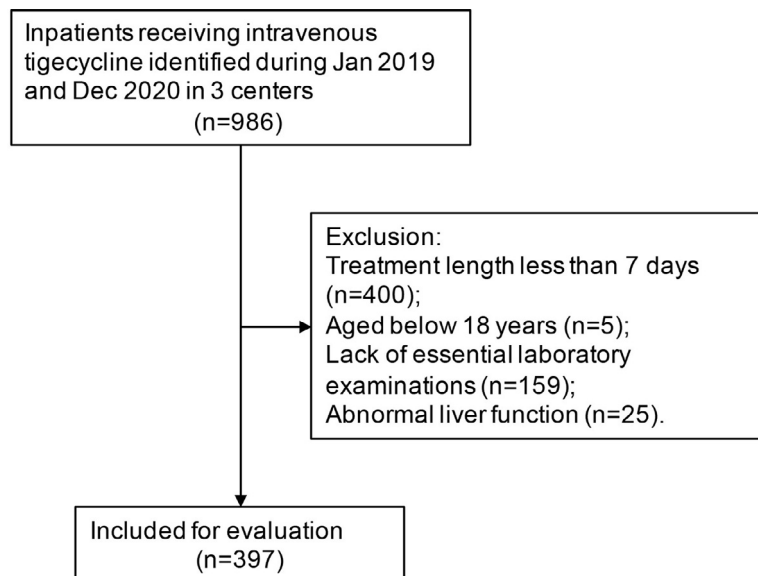 Inpatients receiving intravenous
tigecycline identified during Jan 2019
and Dec 2020 in 3 centers
(n=986)
Exclusion:
Treatment length less than 7 days
(n=400);
Aged below 18 years (n=5);
Lack of essential laboratory
examinations (n=159);
Abnormal liver function (n=25).
Included for evaluation
(n=397)